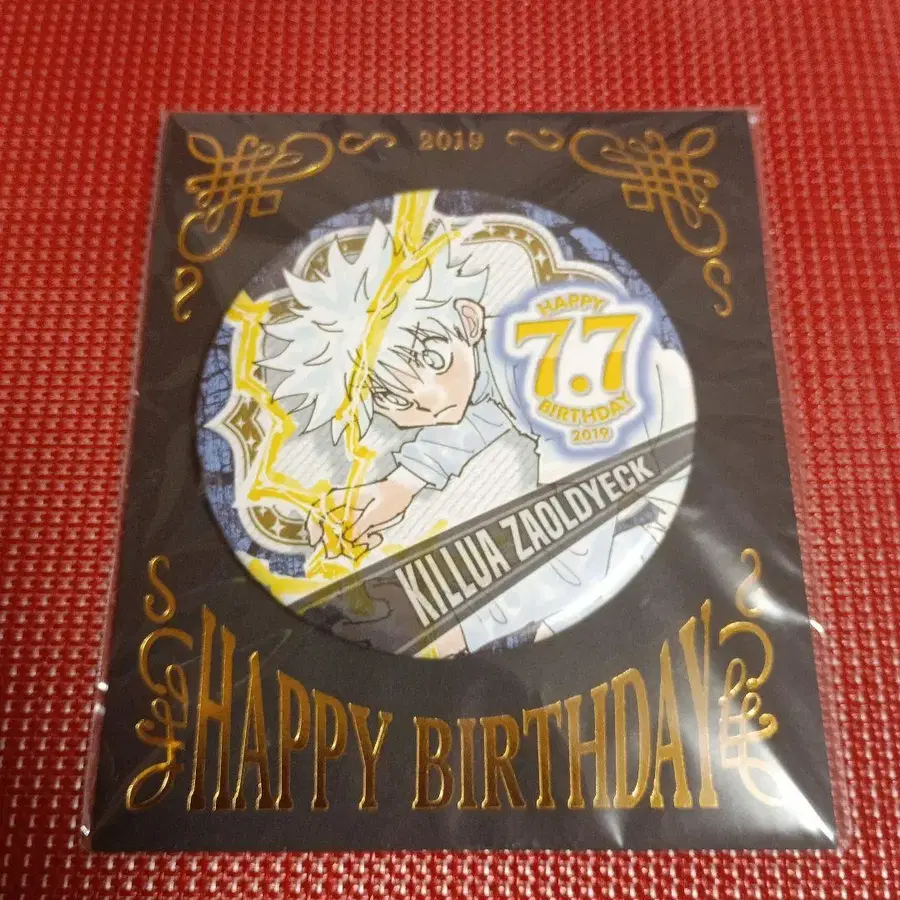 2019
HAPPY
7.7
BIRTHDAY
2019
KILLUA ZAOLDYECK
HAPPY BIRTHDAY